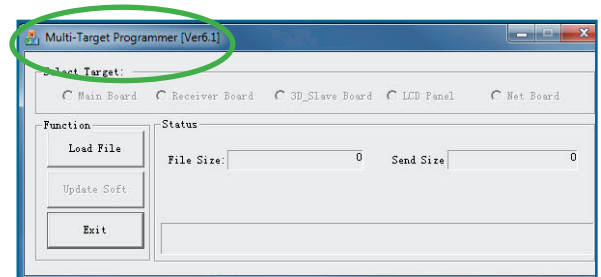 Multi-Target Programmer [Ver6.1]
Select Target:
Main Board Receiver Board 3D_Slave Board LCD Panel Net Board
Function Status
Load File
File Size: 0 Send Size 0
Update Soft
Exit